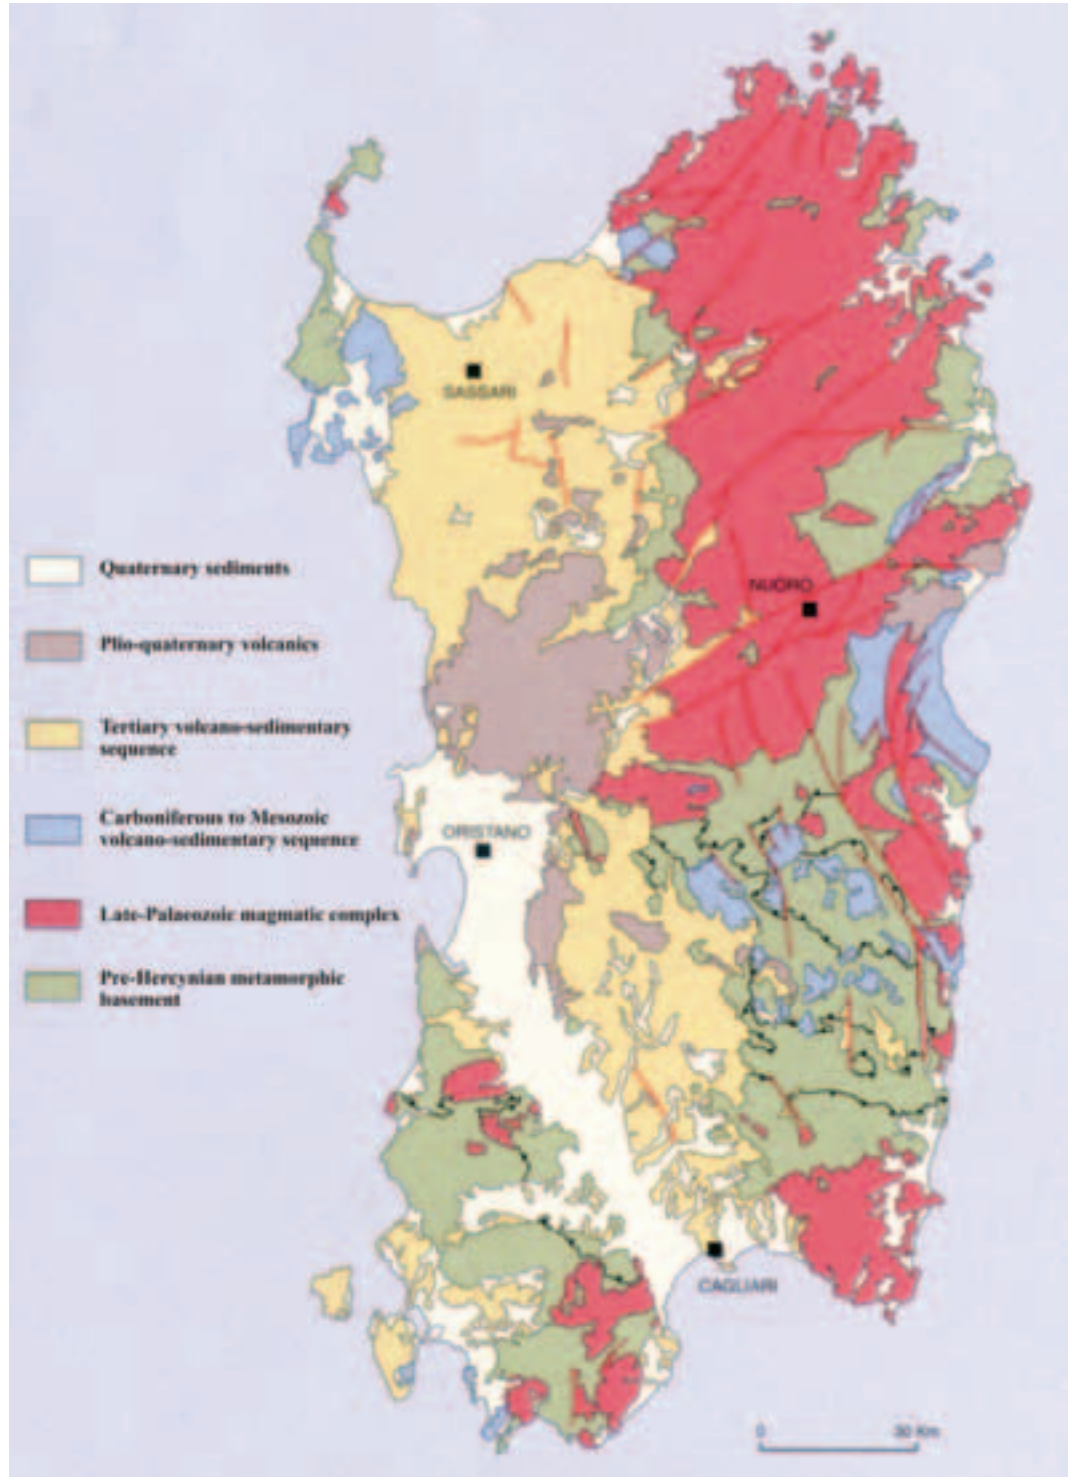 SASSARI
Quaternary sediments
NUORO
Plio-quaternary volcanics
Tertiary volcano-sedimentary
sequence
Carboniferous to Mesozoic
volcano-sedimentary sequence
ORISTANO
Late-Palaeozoic magmatic complex
Pre-Hercynian metamorphic
basement
CAGLIARI
0 30 Km